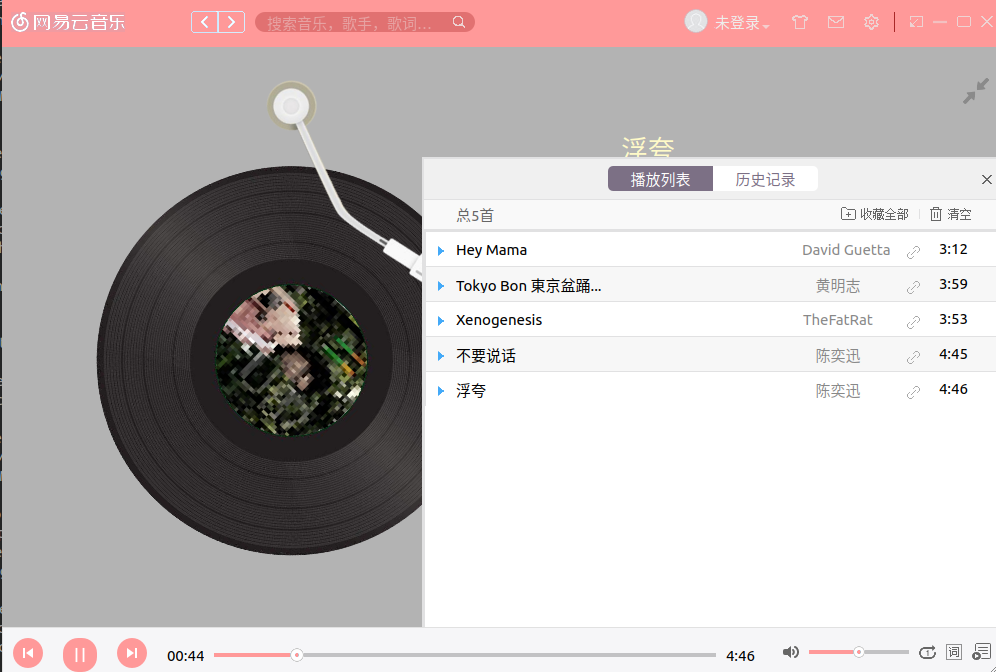 网易云音乐 搜索音乐，歌手，歌词... 未登录
浮夸
播放列表 历史记录
总5首 收藏全部 清空
Hey Mama David Guetta 3:12
Tokyo Bon 東京盆踊... 黄明志 3:59
Xenogenesis TheFatRat 3:53
不要说话 陈奕迅 4:45
浮夸 陈奕迅 4:46
00:44 4:46 1 词